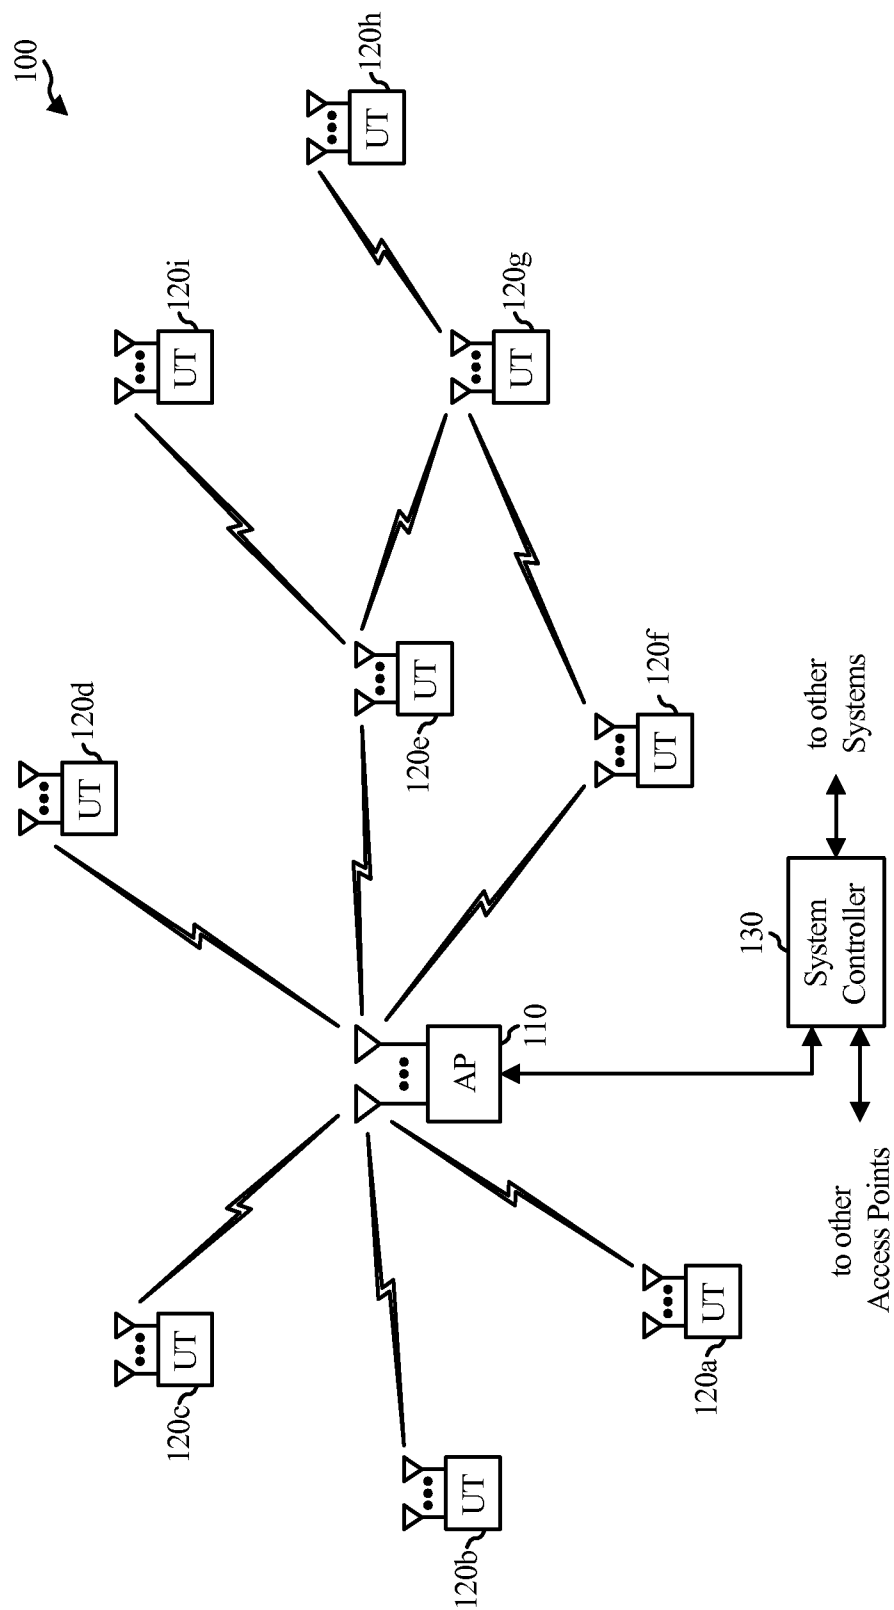 100
120d
UT
120i
UT
120h
UT
120c
UT
120e
UT
120g
UT
120b
UT
AP
110
120f
UT
120a
UT
130
System
Controller
to other
Systems
to other
Access Points